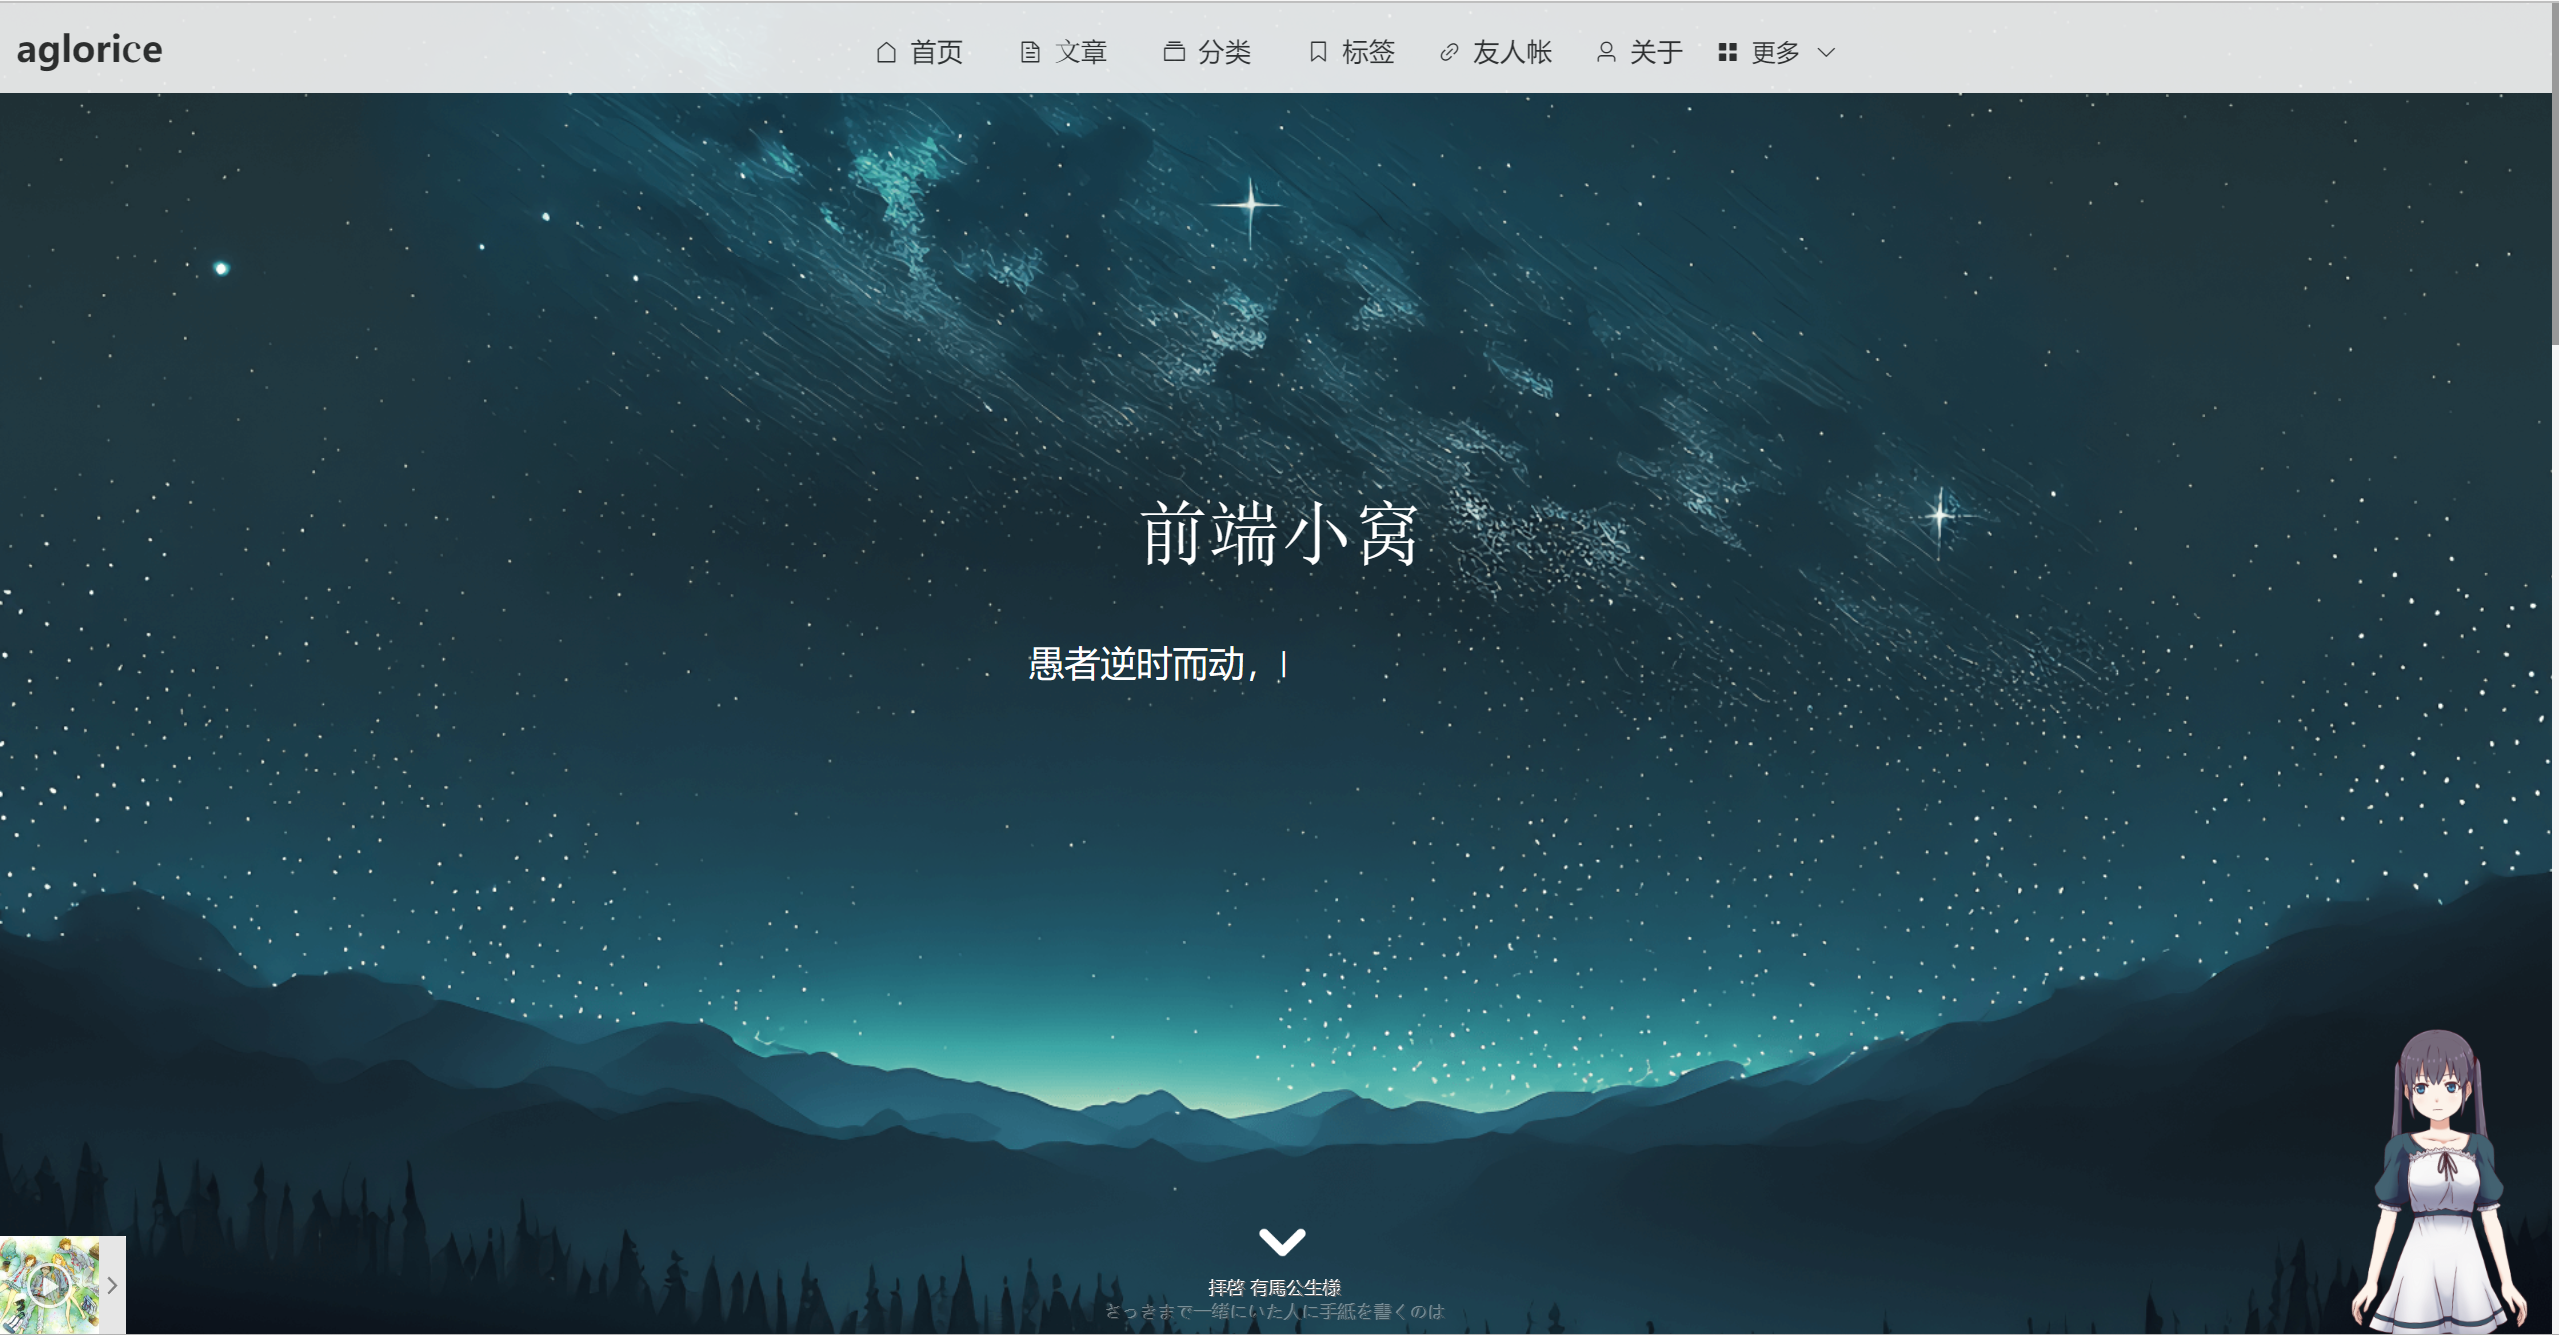 aglorice
首页 文章 分类 标签 友人帐 关于 更多
前端小窝
愚者逆时而动，
拝啓 有馬公生様
さっきまで一緒にいた人に手紙を書くのは